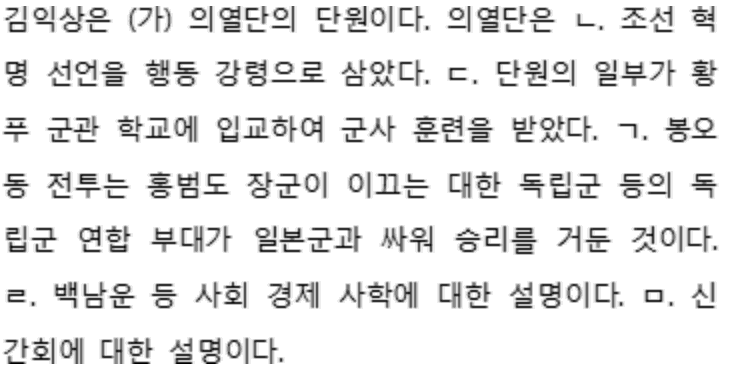 김익상은 (가) 의열단의 단원이다. 의열단은 ㄴ. 조선 혁
명 선언을 행동 강령으로 삼았다. ㄷ. 단원의 일부가 황
푸 군관 학교에 입교하여 군사 훈련을 받았다. ㄱ. 봉오
동 전투는 홍범도 장군이 이끄는 대한 독립군 등의 독
립군 연합 부대가 일본군과 싸워 승리를 거둔 것이다.
ㄹ. 백남운 등 사회 경제 사학에 대한 설명이다. ㅁ. 신
간회에 대한 설명이다.